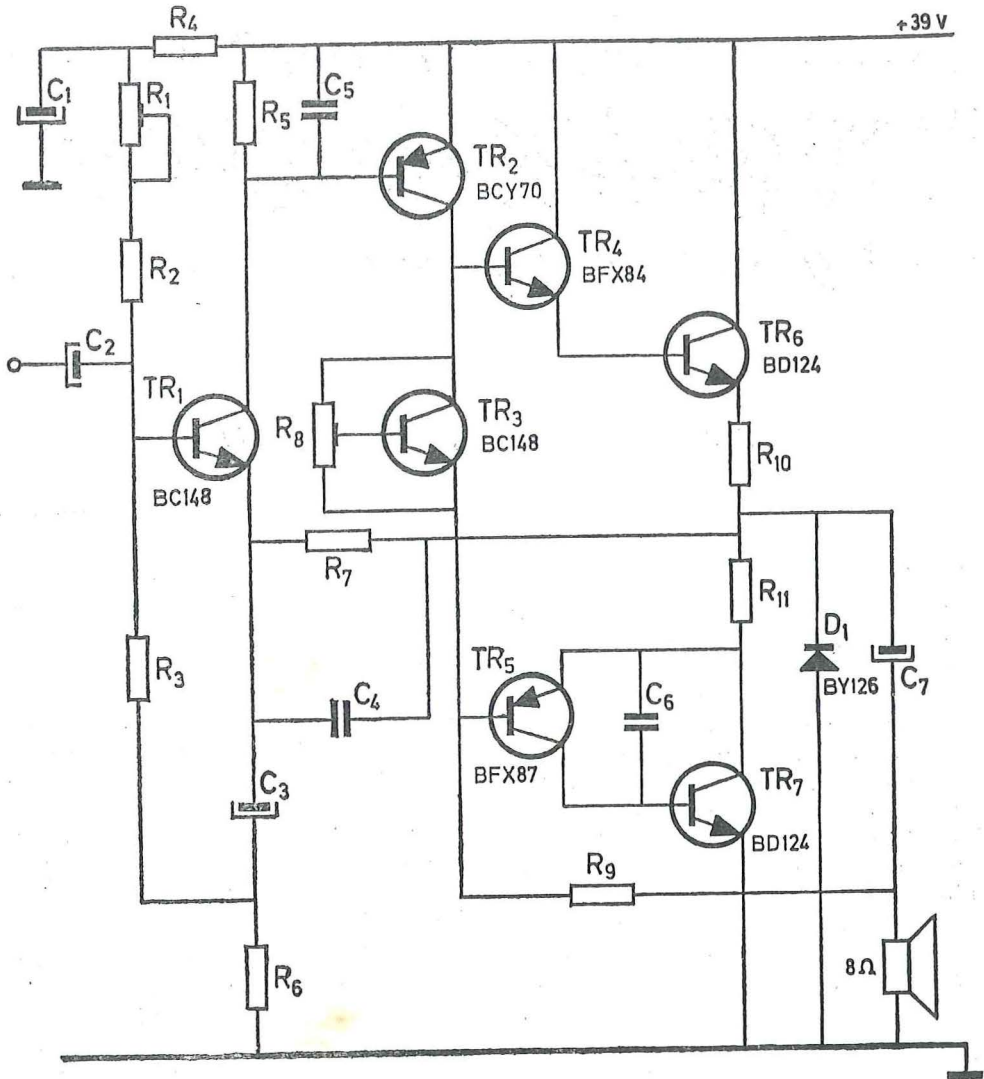 R4
+39 V
C1
R1
R5
C5
TR2
BCY70
R2
TR4
BFX84
C2
TR1
BC148
R8
TR3
BC148
TR6
BD124
R10
R7
R11
R3
C4
TR5
BFX87
C6
D1
BY126
C7
C3
TR7
BD124
R9
R6
8Ω